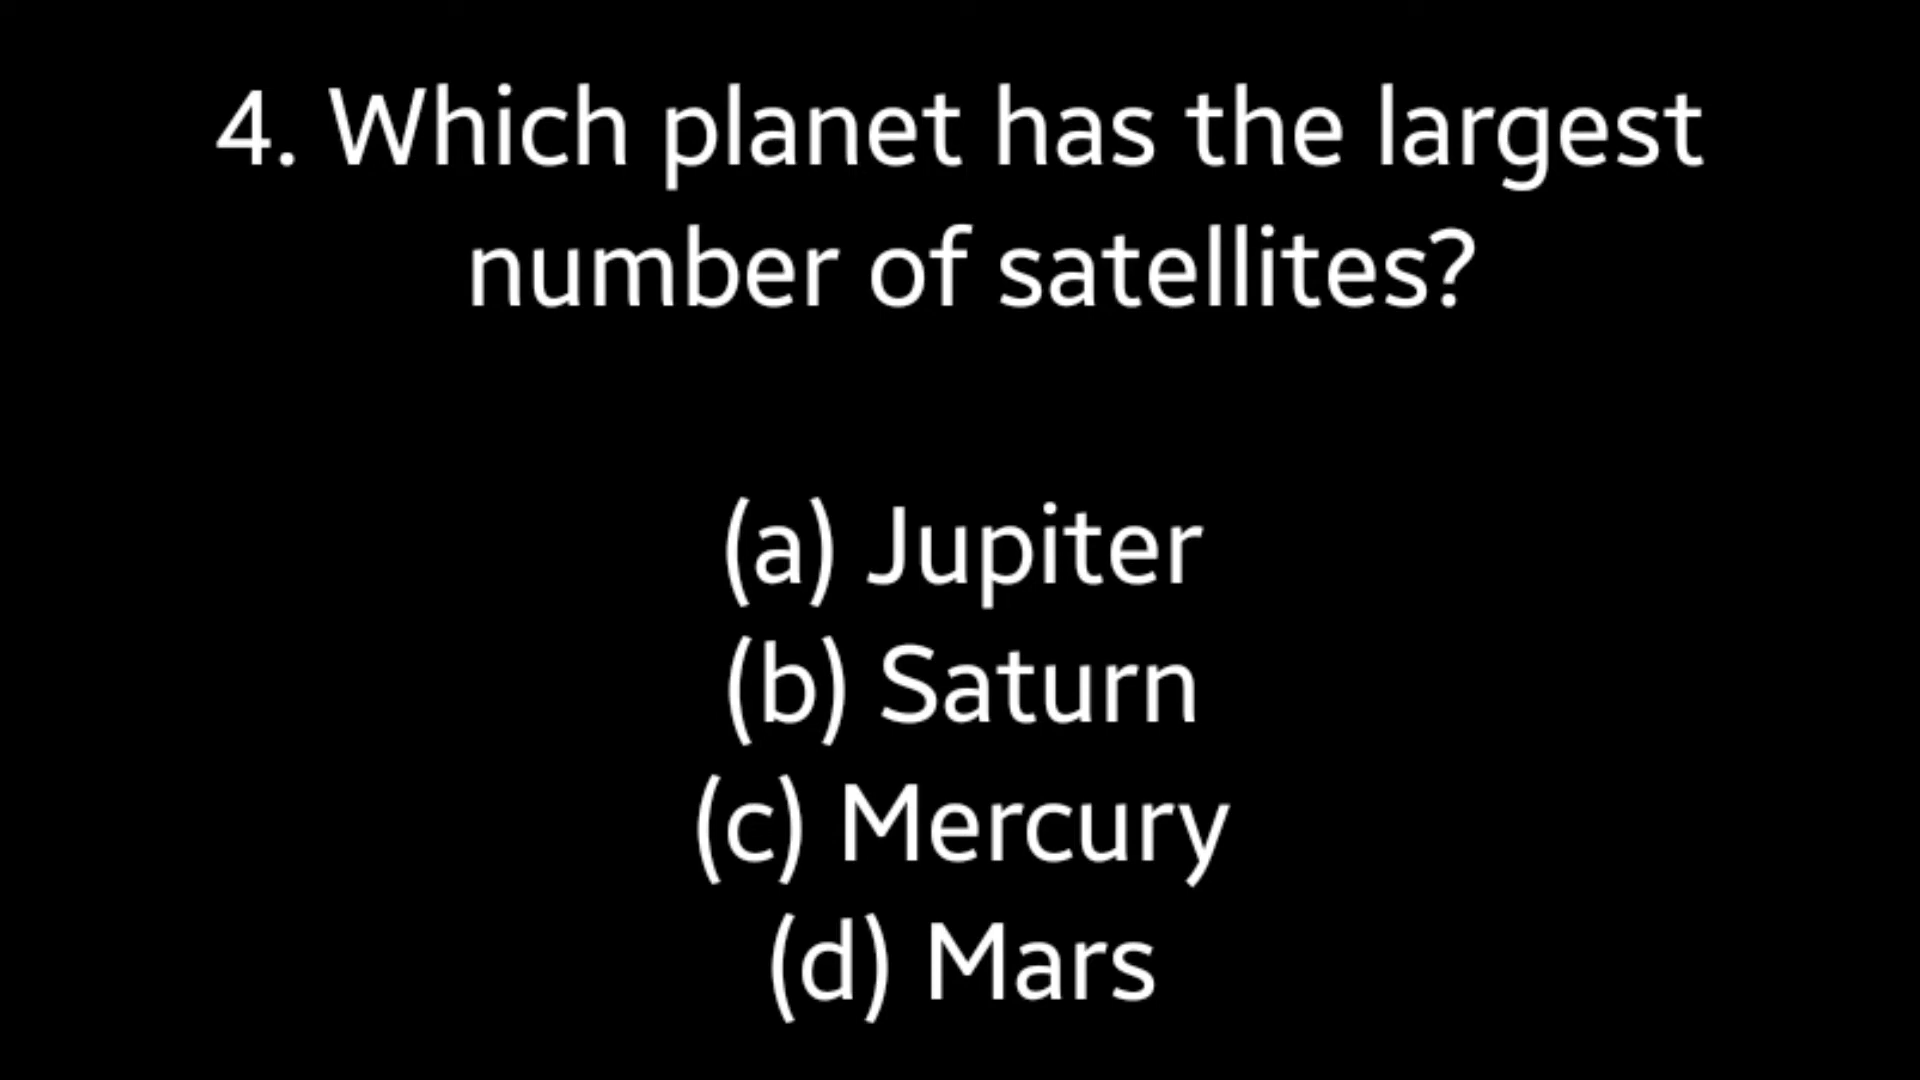 4. Which planet has the largest
number of satellites?
(a) Jupiter
(b) Saturn
(c) Mercury
(d) Mars